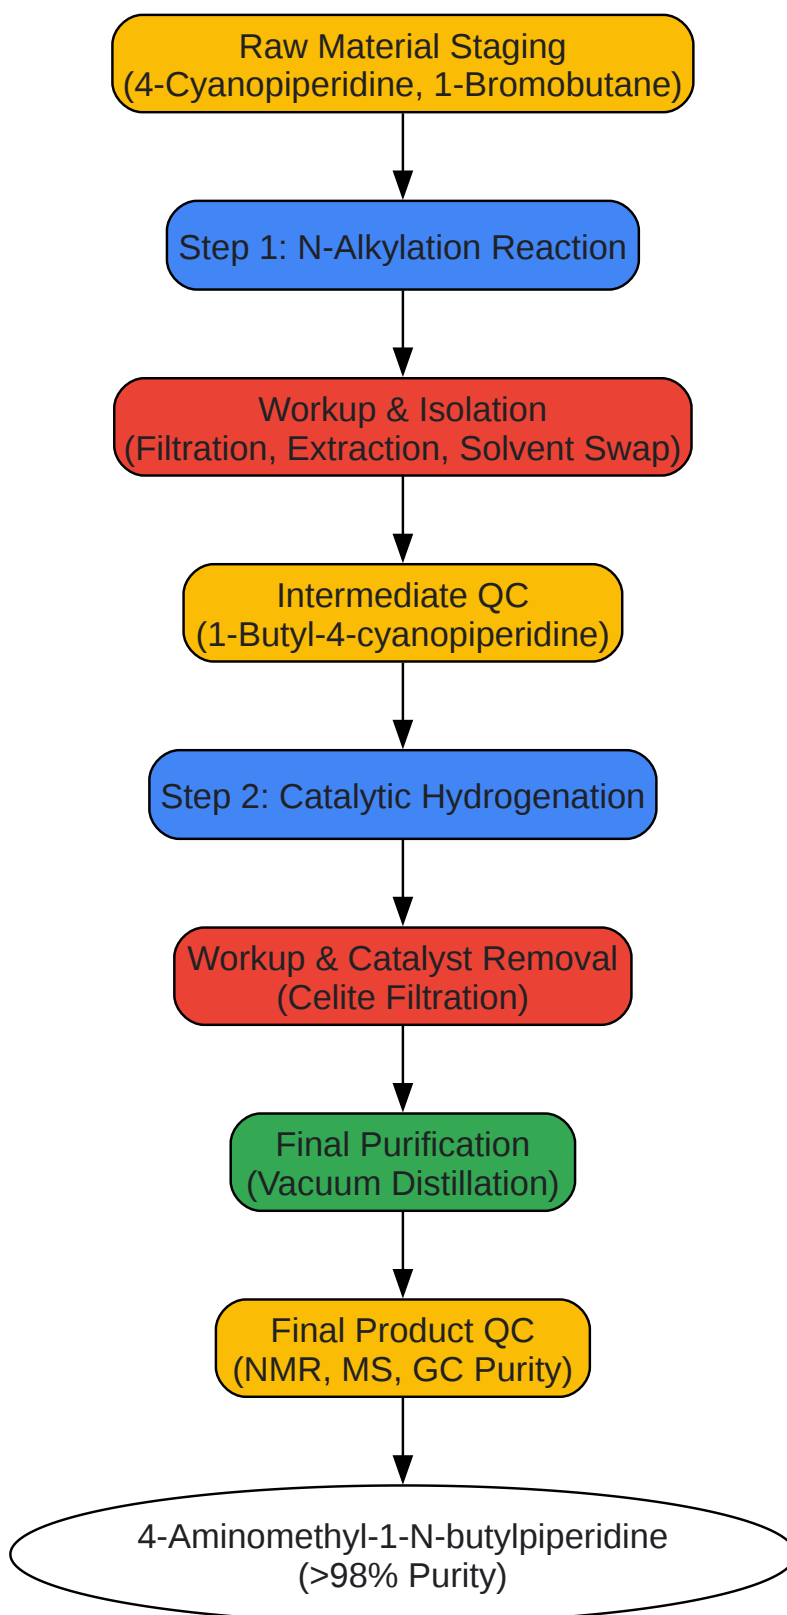 Raw Material Staging
(4-Cyanopiperidine, 1-Bromobutane)
Step 1: N-Alkylation Reaction
Workup & Isolation
(Filtration, Extraction, Solvent Swap)
Intermediate QC
(1-Butyl-4-cyanopiperidine)
Step 2: Catalytic Hydrogenation
Workup & Catalyst Removal
(Celite Filtration)
Final Purification
(Vacuum Distillation)
Final Product QC
(NMR, MS, GC Purity)
4-Aminomethyl-1-N-butylpiperidine
(>98% Purity)